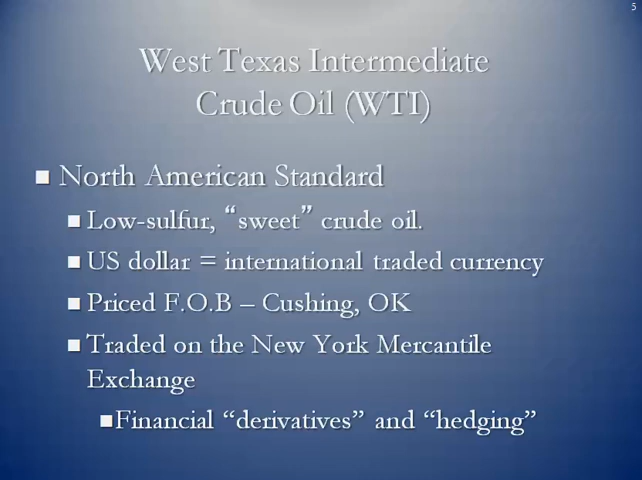 5
West Texas Intermediate
Crude Oil (WTI)
North American Standard
Low-sulfur, “sweet” crude oil.
US dollar = international traded currency
Priced F.O.B – Cushing, OK
Traded on the New York Mercantile
Exchange
Financial “derivatives” and “hedging”